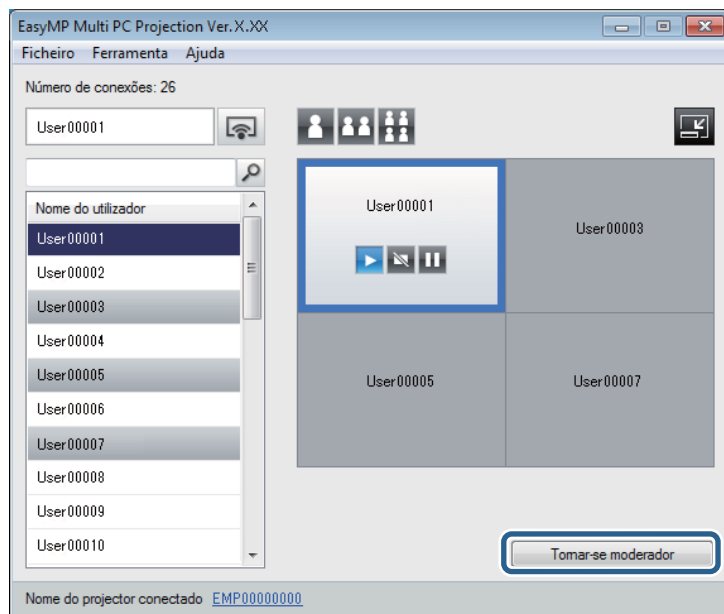 EasyMP Multi PC Projection Ver.X.XX
Ficheiro Ferramenta Ajuda
Número de conexões: 26
User00001
Nome do utilizador
User00001
User00002
User00003
User00004
User00005
User00006
User00007
User00008
User00009
User00010
User00001
User00003
User00005
User00007
Tornar-se moderador
Nome do projector conectado EMP00000000